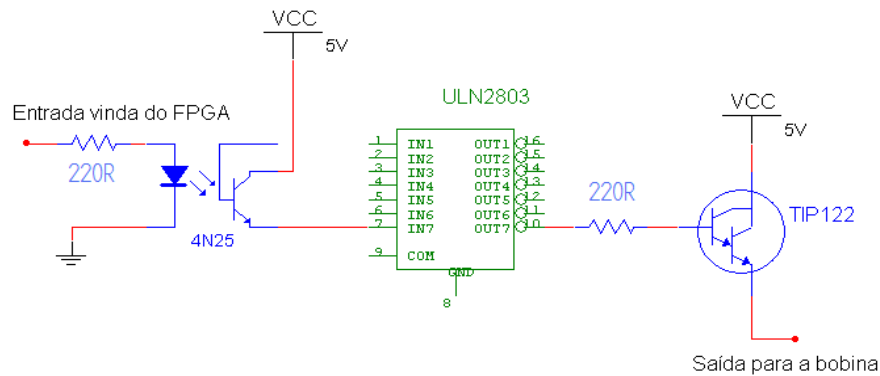 VCC
5V
Entrada vinda do FPGA
220R
4N25
ULN2803
1 IN1 OUT1 16
2 IN2 OUT2 15
3 IN3 OUT3 14
4 IN4 OUT4 13
5 IN5 OUT5 12
6 IN6 OUT6 11
7 IN7 OUT7 10
9 COM
GND
8
220R
VCC
5V
TIP122
Saída para a bobina